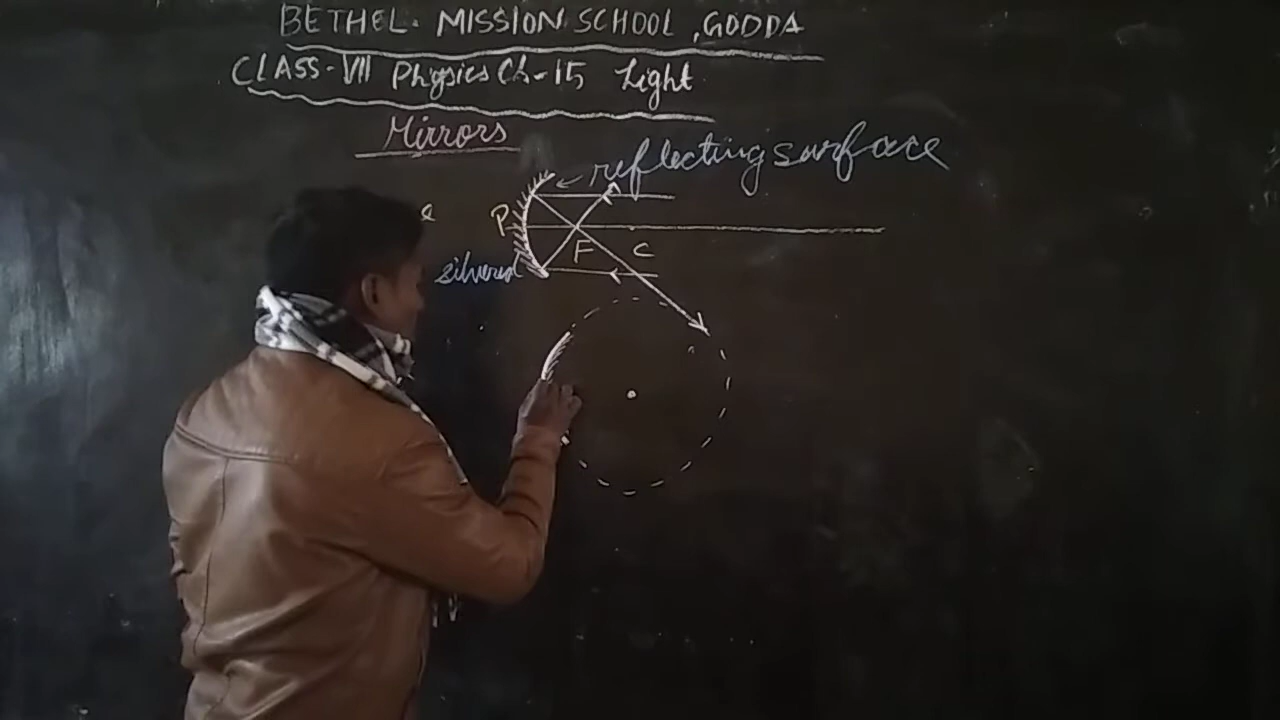 BETHEL. MISSION SCHOOL, GODDA
CLASS-VII Physics Ch-15 Light
Mirrors
reflecting surface
P
F C
silvered